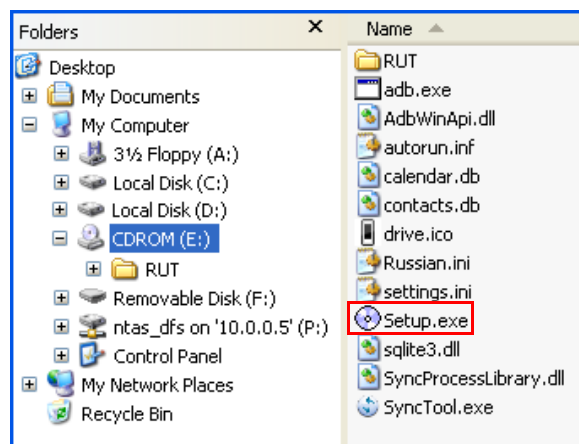 Folders
Desktop
My Documents
My Computer
3½ Floppy (A:)
Local Disk (C:)
Local Disk (D:)
CDROM (E:)
RUT
Removable Disk (F:)
ntas_dfs on '10.0.0.5' (P:)
Control Panel
My Network Places
Recycle Bin
Name
RUT
adb.exe
AdbWinApi.dll
autorun.inf
calendar.db
contacts.db
drive.ico
Russian.ini
settings.ini
Setup.exe
sqlite3.dll
SyncProcessLibrary.dll
SyncTool.exe